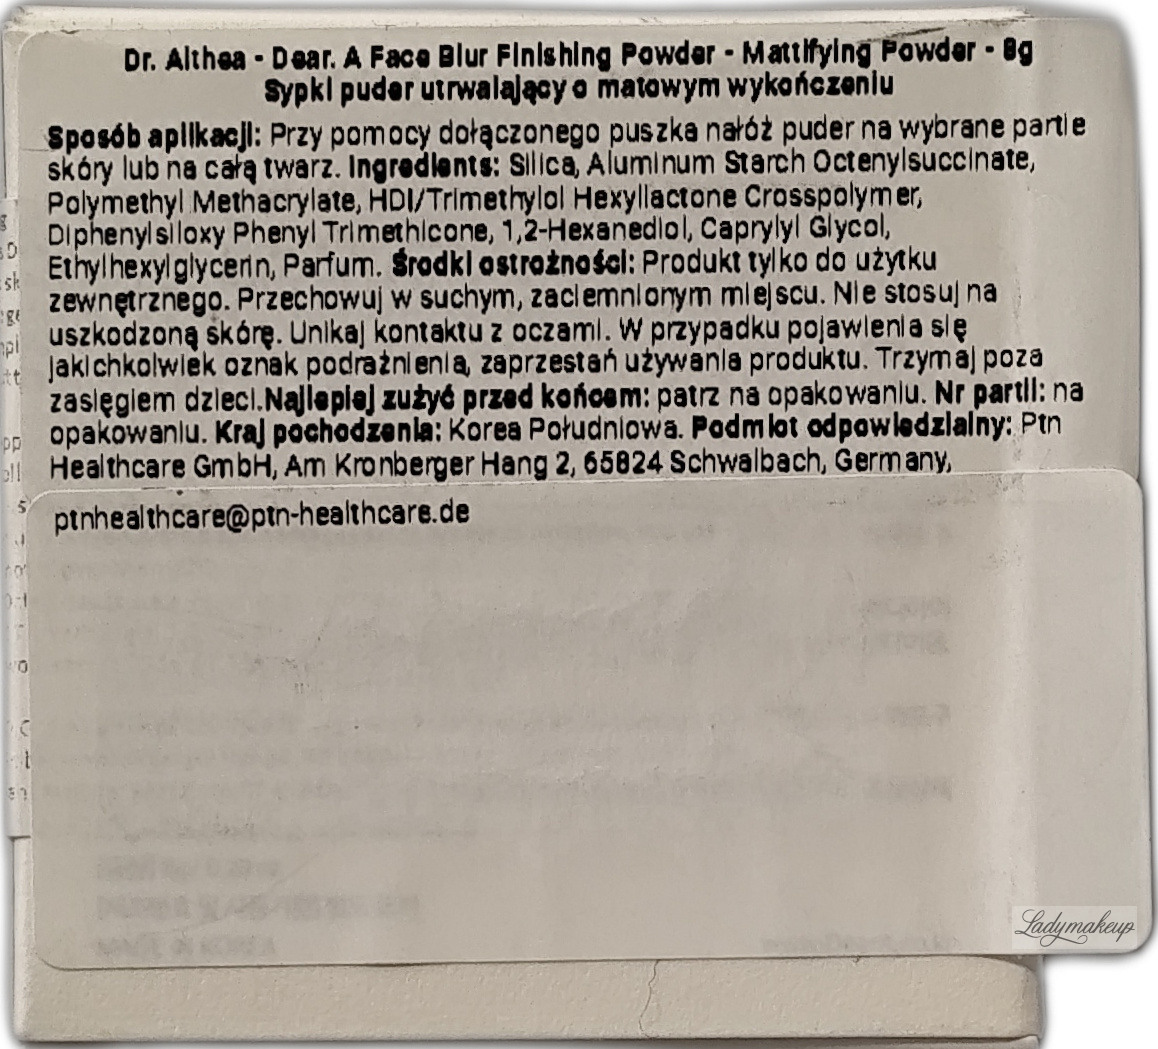 Dr. Althea - Dear. A Face Blur Finishing Powder - Mattifying Powder - 8g
Sypki puder utrwalający o matowym wykończeniu
Sposób aplikacji: Przy pomocy dołączonego puszka nałóż puder na wybrane partie
skóry lub na całą twarz. Ingredients: Silica, Aluminum Starch Octenylsuccinate,
Polymethyl Methacrylate, HDI/Trimethylol Hexyllactone Crosspolymer,
Diphenylsiloxy Phenyl Trimethicone, 1,2-Hexanediol, Caprylyl Glycol,
Ethylhexylglycerin, Parfum. Środki ostrożności: Produkt tylko do użytku
zewnętrznego. Przechowuj w suchym, zaciemnionym miejscu. Nie stosuj na
uszkodzoną skórę. Unikaj kontaktu z oczami. W przypadku pojawienia się
jakichkolwiek oznak podrażnienia, zaprzestań używania produktu. Trzymaj poza
zasięgiem dzieci.Najlepiej zużyć przed końcem: patrz na opakowaniu. Nr partii: na
opakowaniu. Kraj pochodzenia: Korea Południowa. Podmiot odpowiedzialny: Ptn
Healthcare GmbH, Am Kronberger Hang 2, 65824 Schwalbach, Germany,
ptnhealthcare@ptn-healthcare.de
Ladymakeup